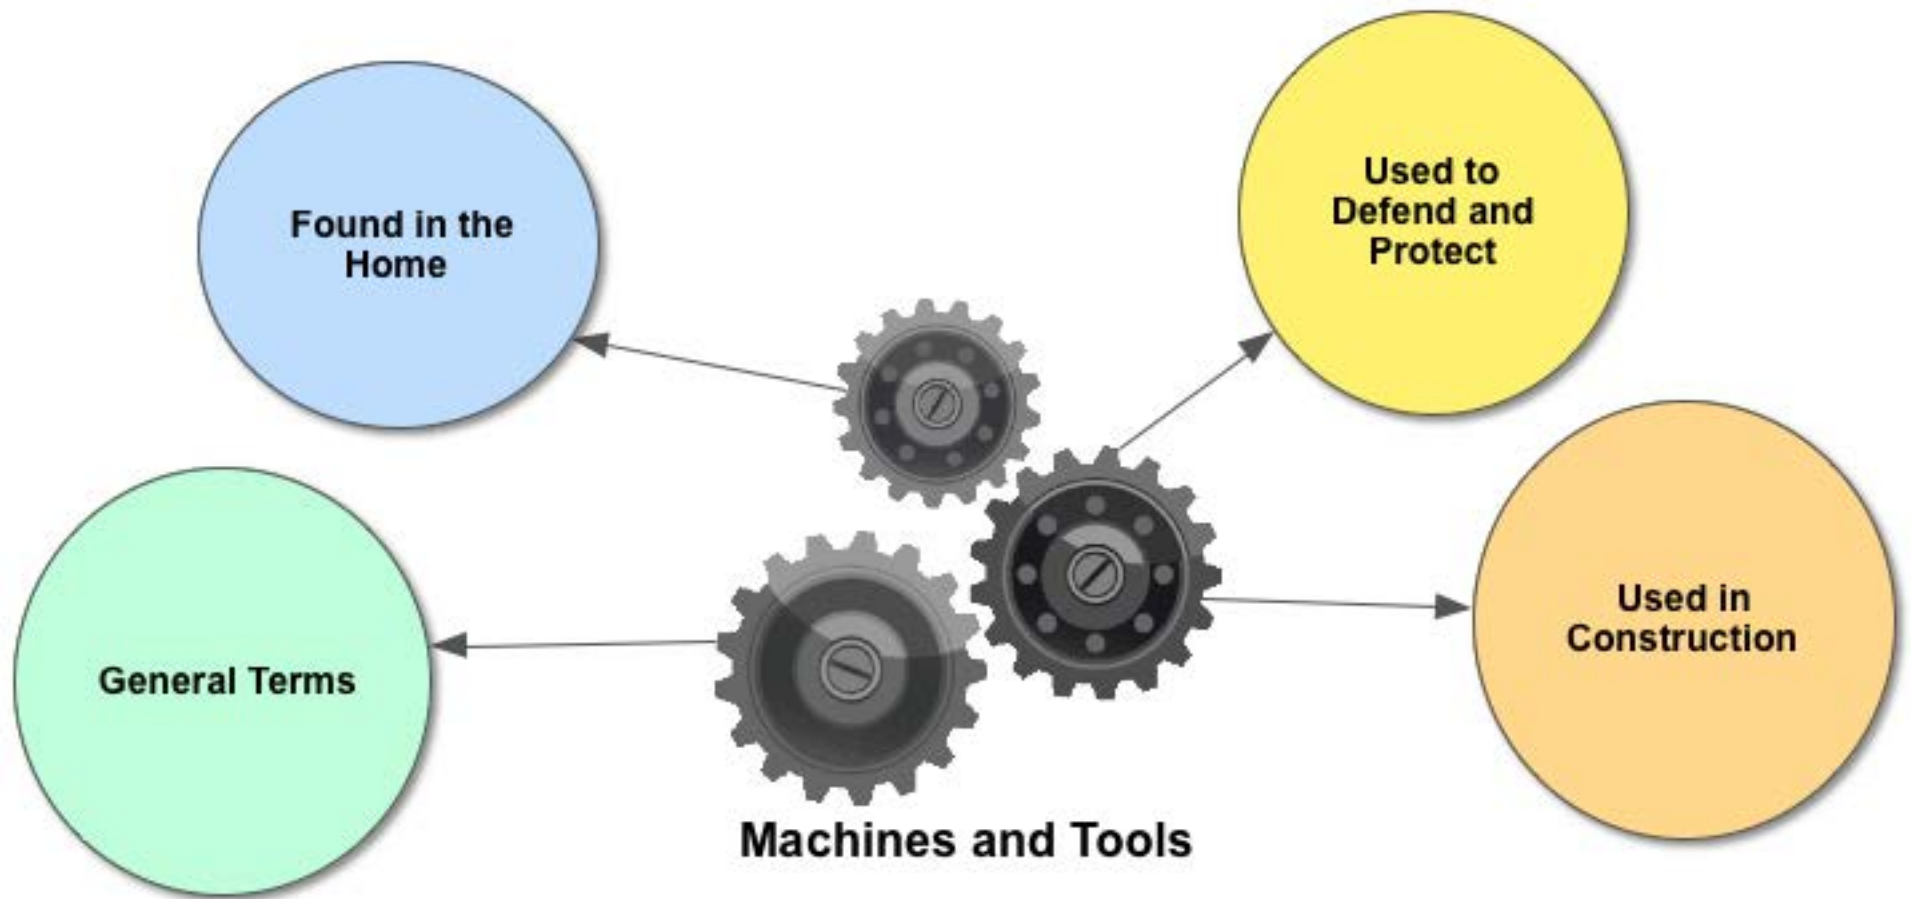 Found in the
Home
Used to
Defend and
Protect
General Terms
Used in
Construction
Machines and Tools